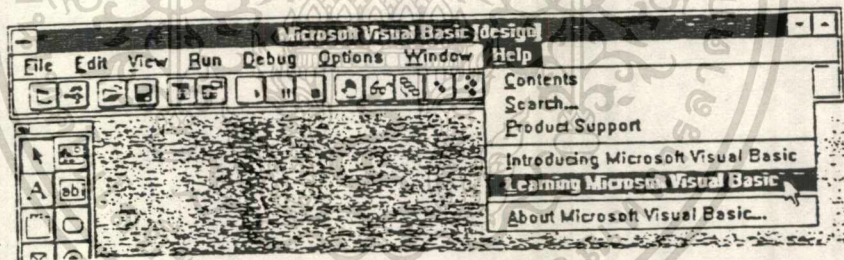 Microsoft Visual Basic [design]
File Edit View Run Debug Options Window Help
Contents
Search...
Product Support
Introducing Microsoft Visual Basic
Learning Microsoft Visual Basic
About Microsoft Visual Basic...
A ab